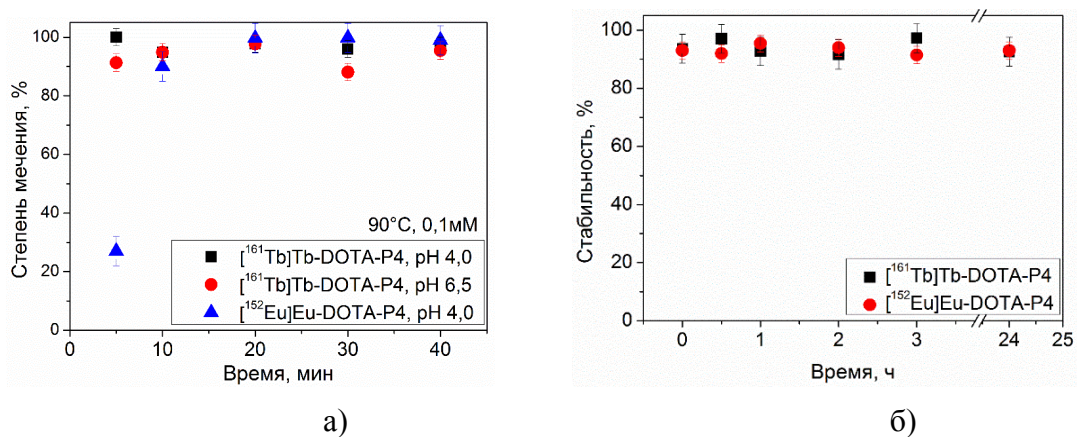 100
80
60
40
20
0
Степень мечения, %
90°C, 0,1мМ
[¹⁶¹Tb]Tb-DOTA-P4, pH 4,0
[¹⁶¹Tb]Tb-DOTA-P4, pH 6,5
[¹⁵²Eu]Eu-DOTA-P4, pH 4,0
0 10 20 30 40
Время, мин
а)
100
80
60
40
20
0
Стабильность, %
[¹⁶¹Tb]Tb-DOTA-P4
[¹⁵²Eu]Eu-DOTA-P4
0 1 2 3 24 25
Время, ч
б)